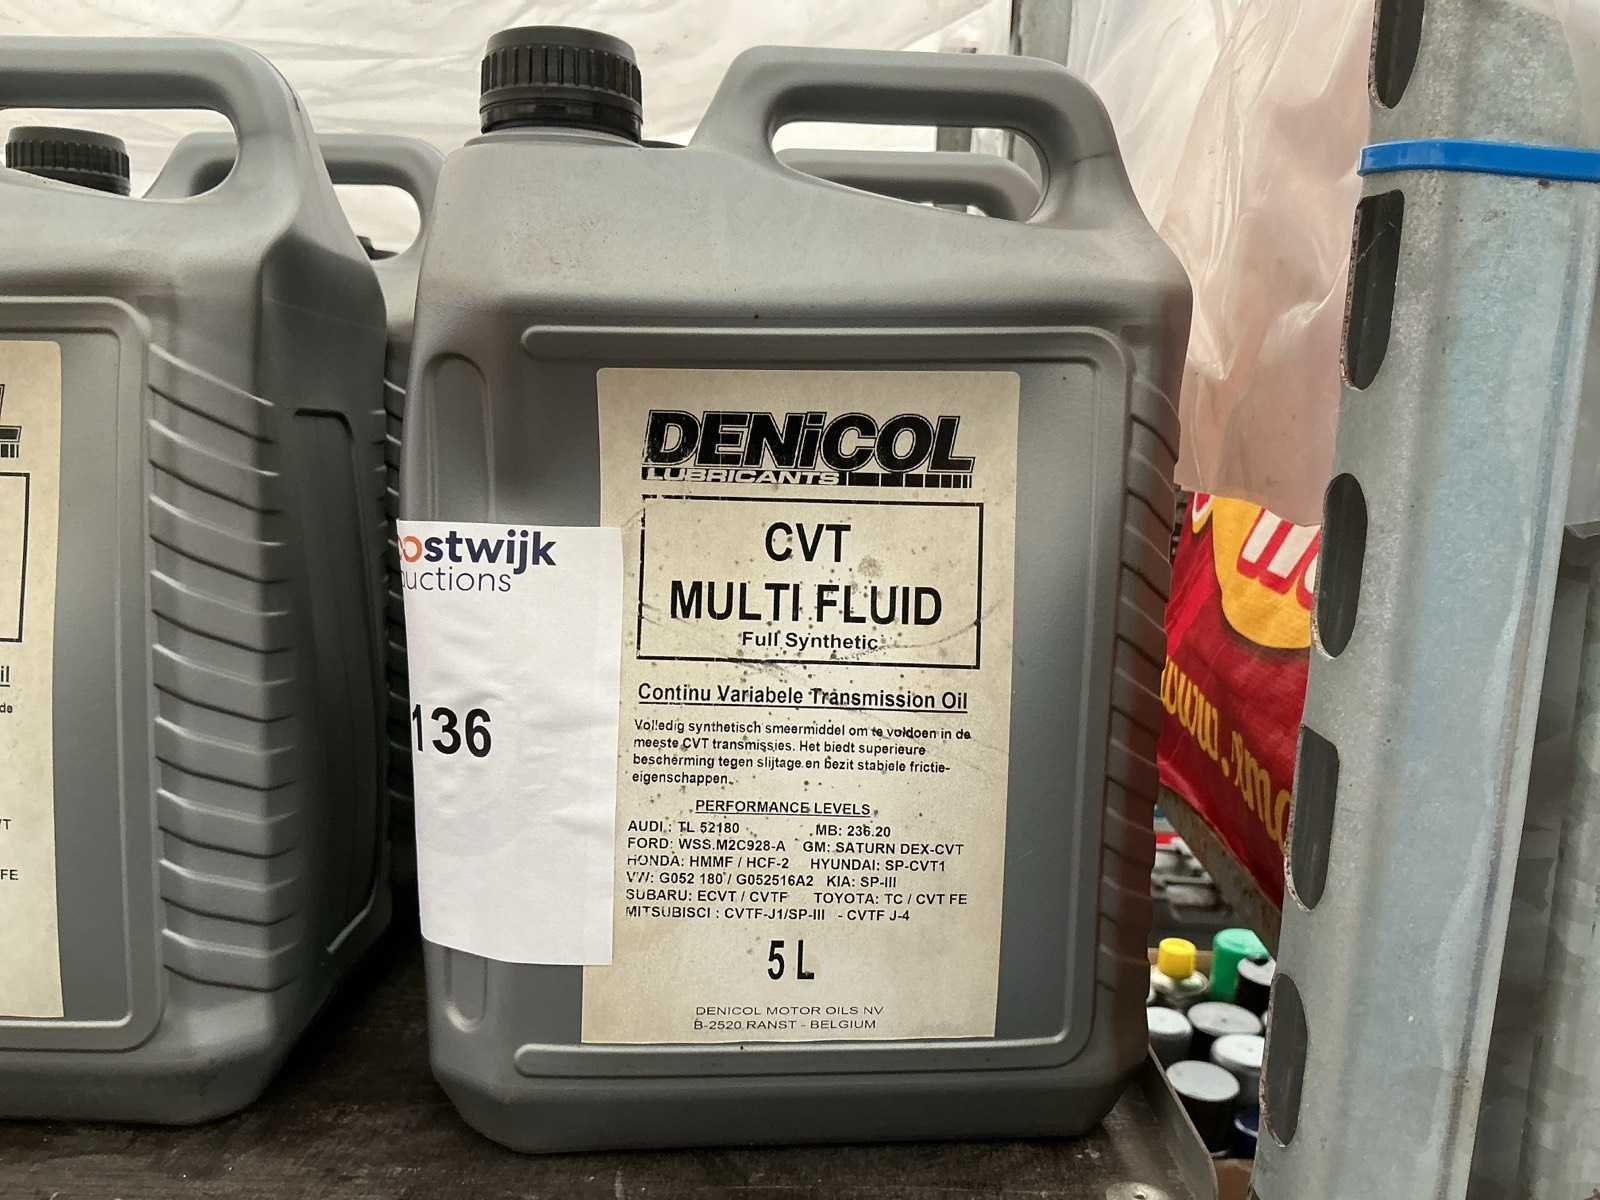 DENiCOL
LUBRICANTS
CVT
MULTI FLUID
Full Synthetic
Continu Variabele Transmission Oil
Volledig synthetisch smeermiddel om te voldoen in de
meeste CVT transmissies. Het biedt superieure
bescherming tegen slijtage en bezit stabiele frictie-
eigenschappen.
PERFORMANCE LEVELS
AUDI : TL 52180 MB: 236.20
FORD: WSS.M2C928-A GM: SATURN DEX-CVT
HONDA: HMMF / HCF-2 HYUNDAI: SP-CVT1
VW: G052 180 / G052516A2 KIA: SP-III
SUBARU: ECVT / CVTF TOYOTA: TC / CVT FE
MITSUBISCI : CVTF-J1/SP-III - CVTF J-4
5 L
DENICOL MOTOR OILS NV
B-2520 RANST - BELGIUM
oostwijk
auctions
136
FE
www.